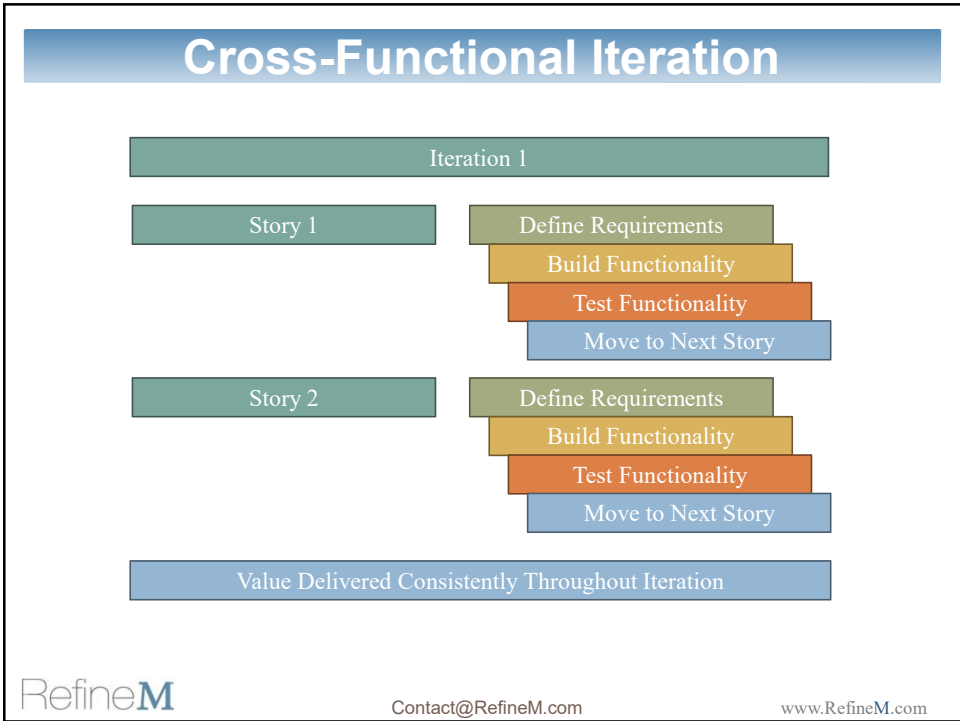 Cross-Functional Iteration
Iteration 1
Story 1
Define Requirements
Build Functionality
Test Functionality
Move to Next Story
Story 2
Define Requirements
Build Functionality
Test Functionality
Move to Next Story
Value Delivered Consistently Throughout Iteration
RefineM
Contact@RefineM.com
www.RefineM.com